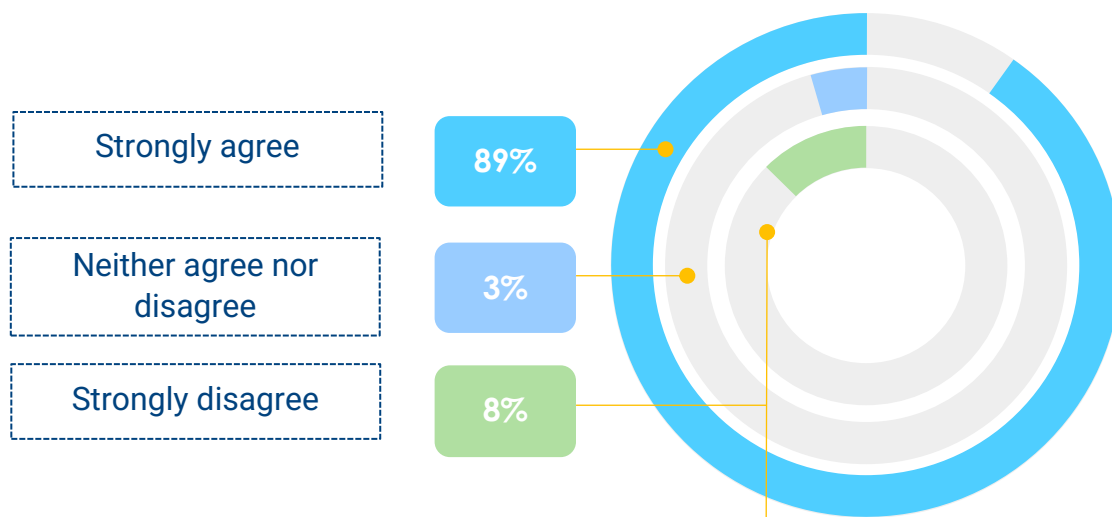 Strongly agree
89%
Neither agree nor
disagree
3%
Strongly disagree
8%